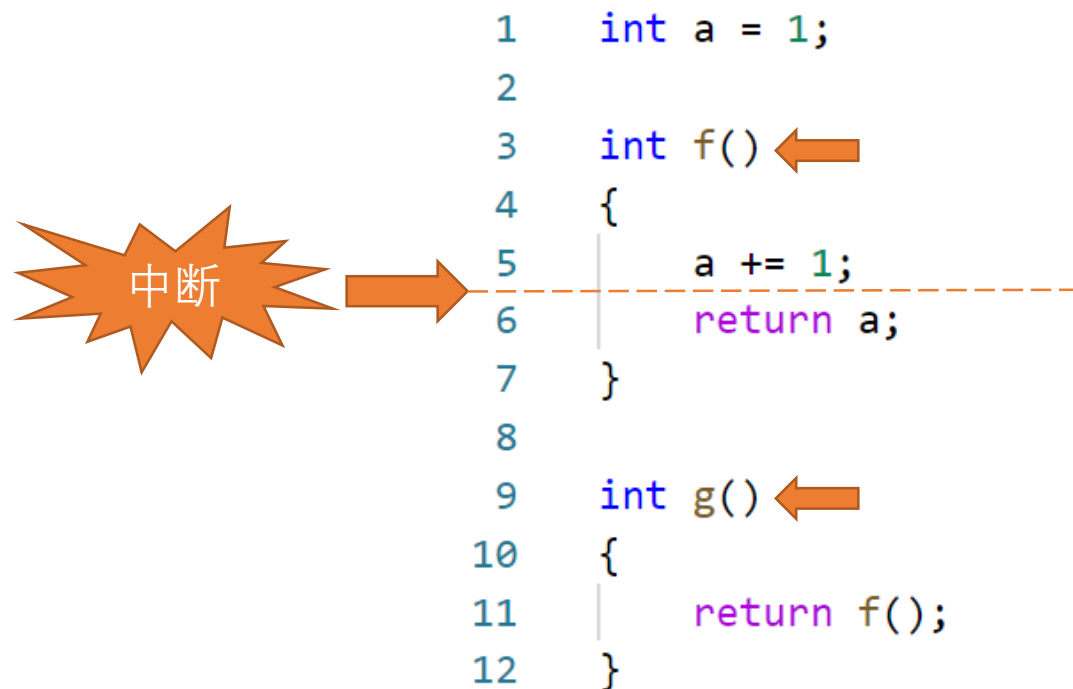 1 int a = 1;
2
3 int f()
4 {
中断
5 a += 1;
6 return a;
7 }
8
9 int g()
10 {
11 return f();
12 }